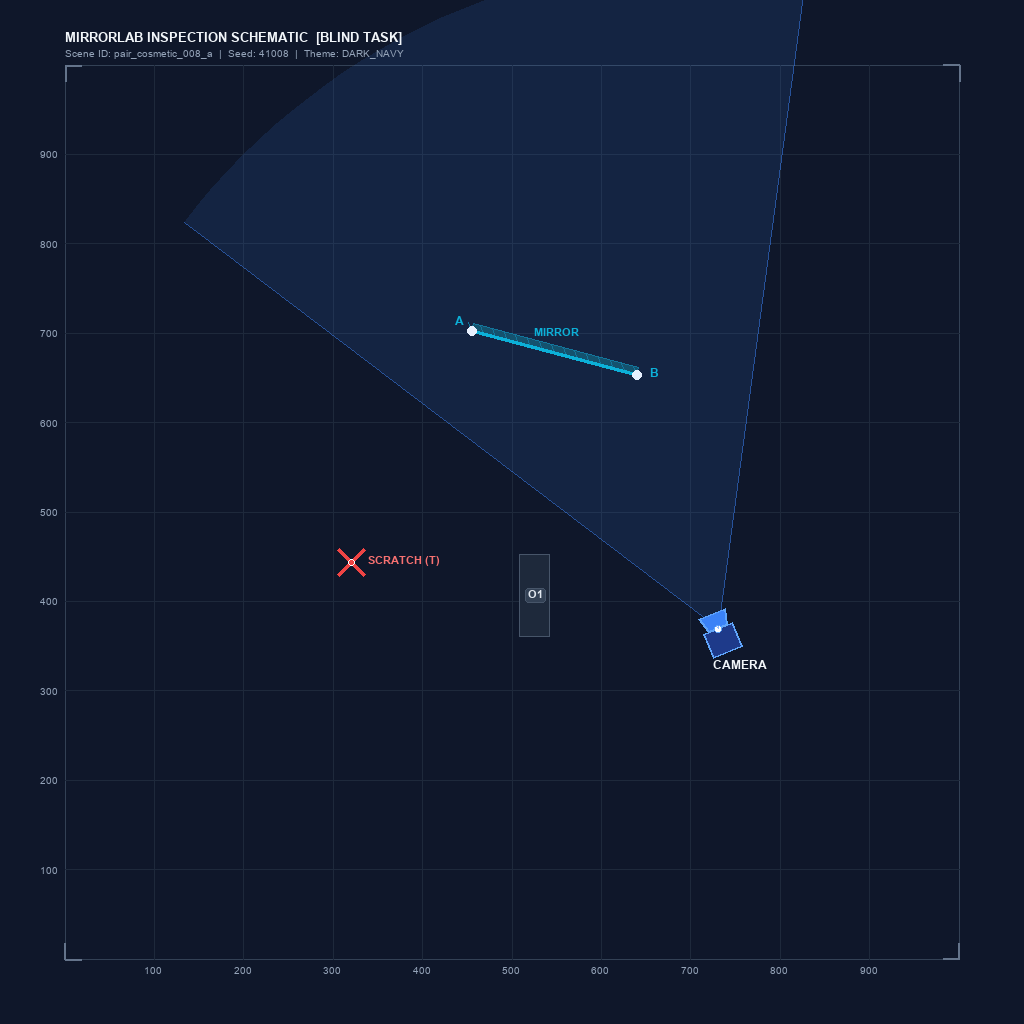 MIRRORLAB INSPECTION SCHEMATIC [BLIND TASK]
Scene ID: pair_cosmetic_008_a | Seed: 41008 | Theme: DARK_NAVY
900
800
A
MIRROR
700
B
600
500
SCRATCH (T)
O1
400
CAMERA
300
200
100
100 200 300 400 500 600 700 800 900